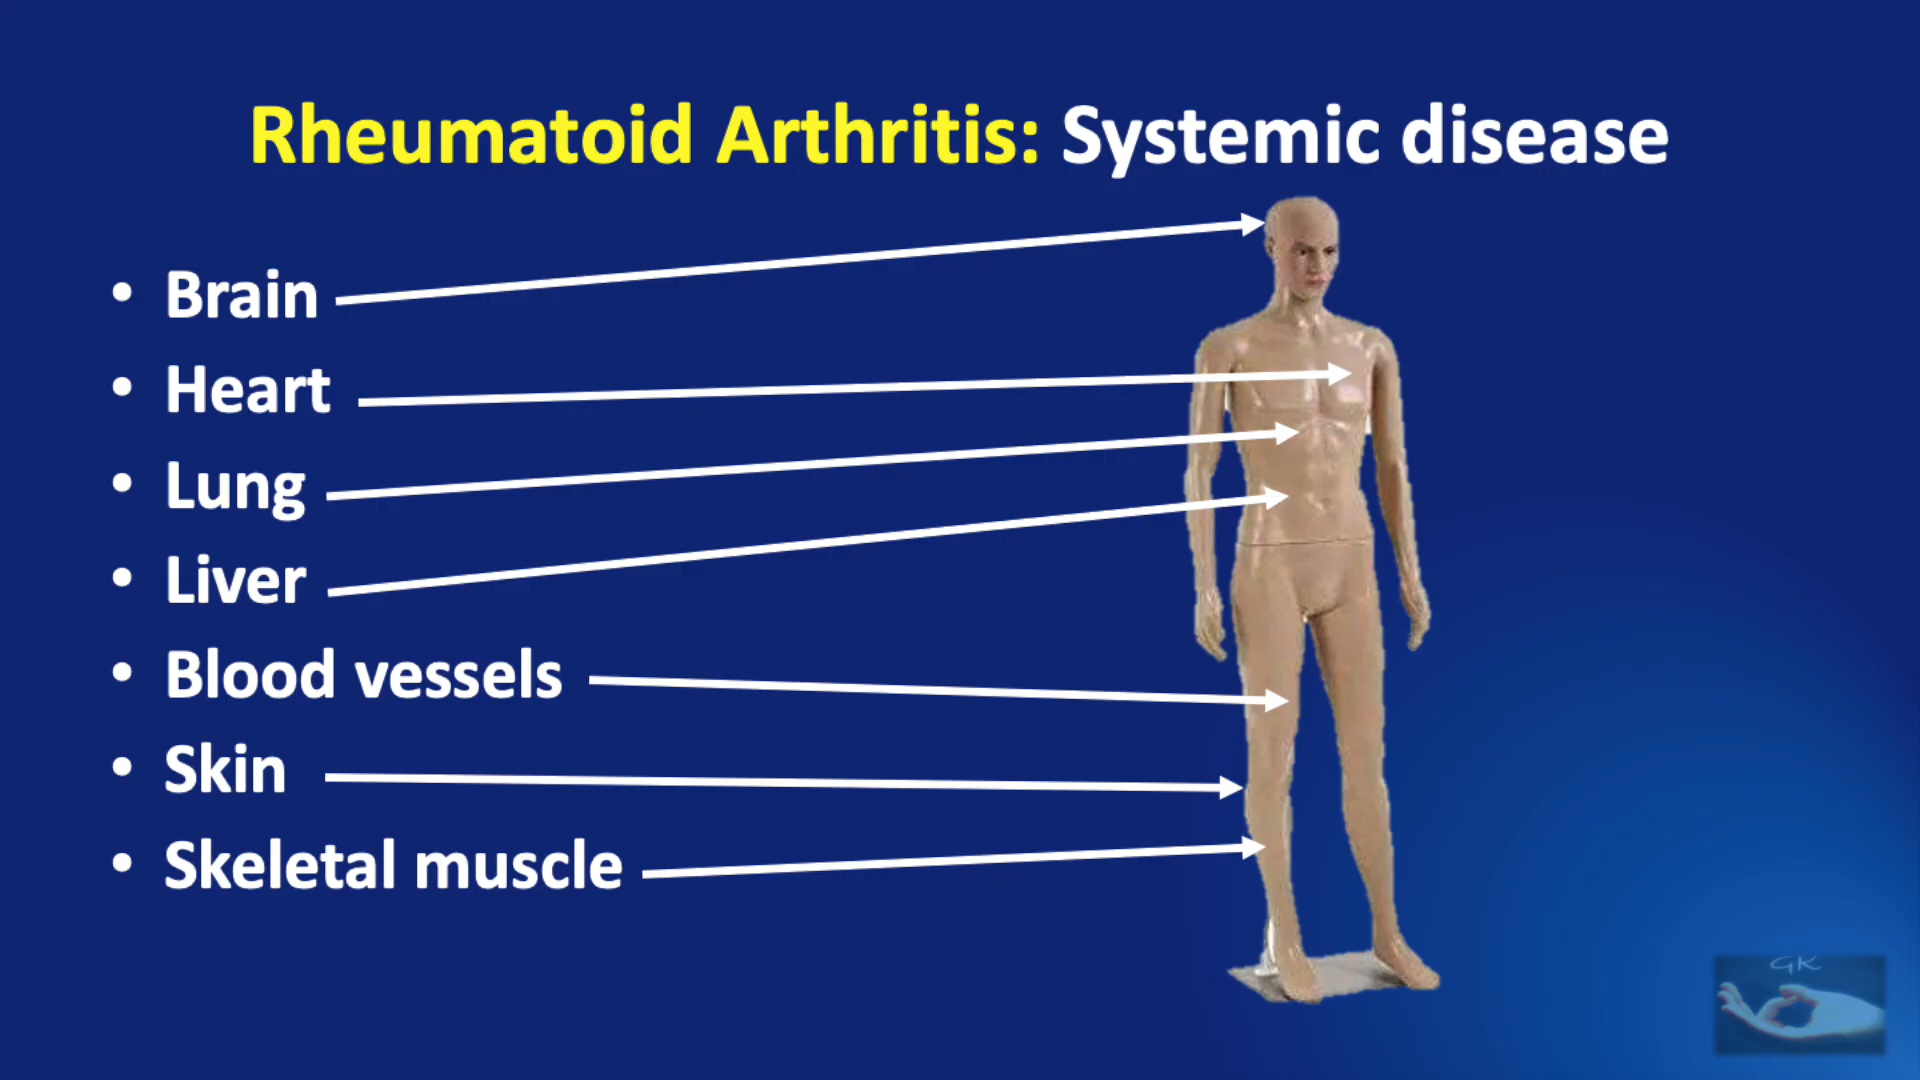 Rheumatoid Arthritis: Systemic disease
• Brain
• Heart
• Lung
• Liver
• Blood vessels
• Skin
• Skeletal muscle
GK